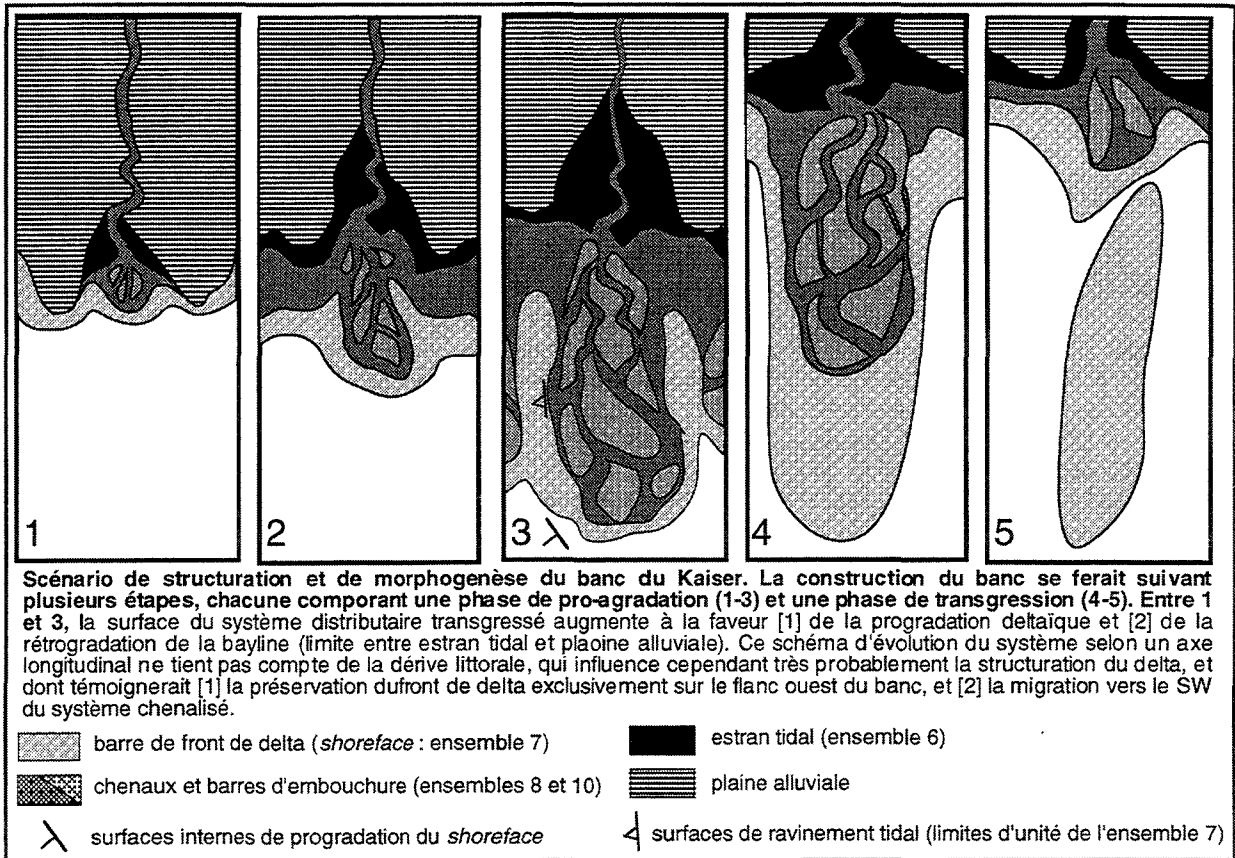 1
2
3
4
5
Scénario de structuration et de morphogenèse du banc du Kaiser. La construction du banc se ferait suivant
plusieurs étapes, chacune comporant une phase de pro-agradation (1-3) et une phase de transgression (4-5). Entre 1
et 3, la surface du système distributaire transgressé augmente à la faveur [1] de la progradation deltaïque et [2] de la
rétrogradation de la bayline (limite entre estran tidal et plaoine alluviale). Ce schéma d'évolution du système selon un axe
longitudinal ne tient pas compte de la dérive littorale, qui influence cependant très probablement la structuration du delta, et
dont témoignerait [1] la préservation dufront de delta exclusivement sur le flanc ouest du banc, et [2] la migration vers le SW
du système chenalisé.
barre de front de delta (shoreface : ensemble 7)
estran tidal (ensemble 6)
chenaux et barres d'embouchure (ensembles 8 et 10)
plaine alluviale
surfaces internes de progradation du shoreface
surfaces de ravinement tidal (limites d'unité de l'ensemble 7)